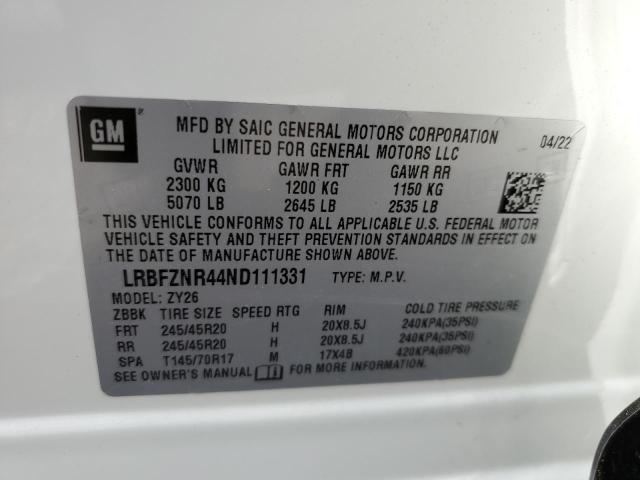 GM
MFD BY SAIC GENERAL MOTORS CORPORATION 04/22
LIMITED FOR GENERAL MOTORS LLC
GVWR GAWR FRT GAWR RR
2300 KG 1200 KG 1150 KG
5070 LB 2645 LB 2535 LB
THIS VEHICLE CONFORMS TO ALL APPLICABLE U.S. FEDERAL MOTOR
VEHICLE SAFETY AND THEFT PREVENTION STANDARDS IN EFFECT ON
THE DATE OF MANUFACTURE SHOWN ABOVE.
LRBFZNR44ND111331 TYPE: M.P.V.
MODEL: ZY26
ZBBK TIRE SIZE SPEED RTG RIM COLD TIRE PRESSURE
FRT 245/45R20 H 20X8.5J 240KPA(35PSI)
RR 245/45R20 H 20X8.5J 240KPA(35PSI)
SPA T145/70R17 M 17X4B 420KPA(60PSI)
SEE OWNER'S MANUAL FOR MORE INFORMATION.